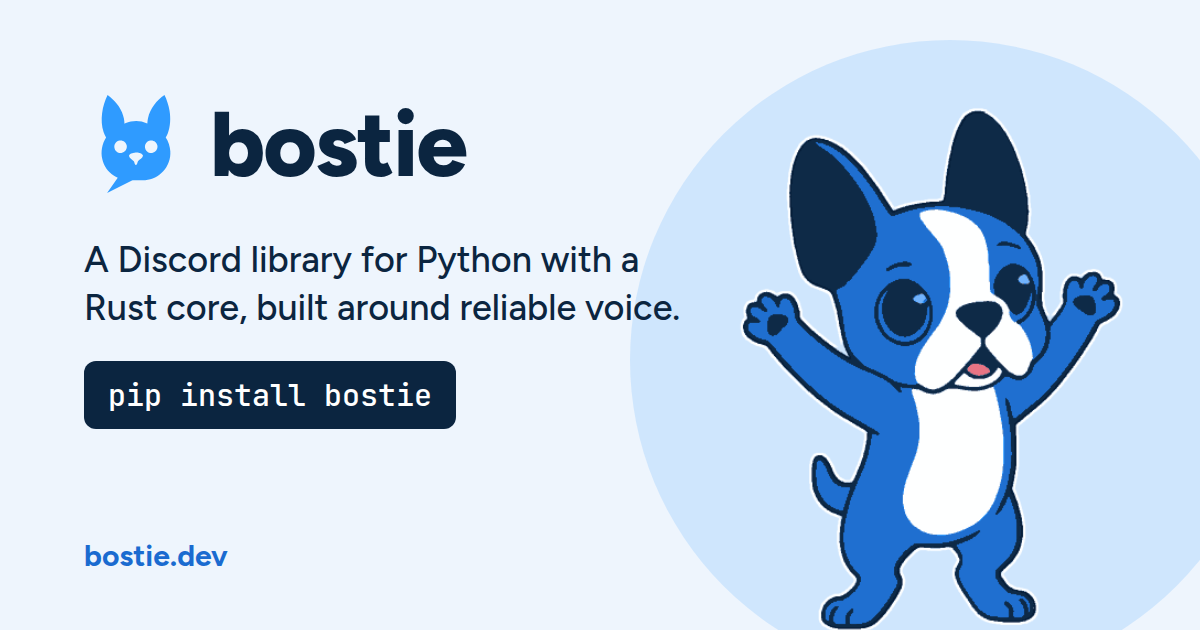 bostie
A Discord library for Python with a
Rust core, built around reliable voice.
pip install bostie
bostie.dev